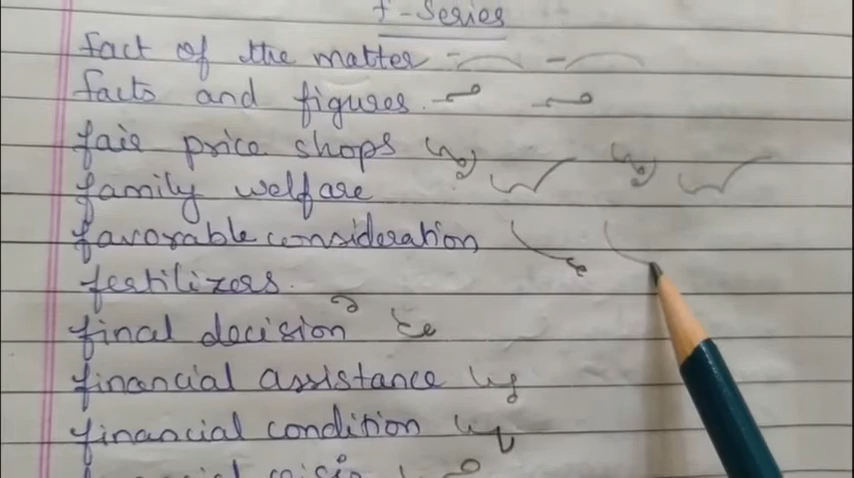 f-Series
fact of the matter
facts and figures
fair price shops
family welfare
favorable consideration
fertilizers.
final decision
financial assistance
financial condition